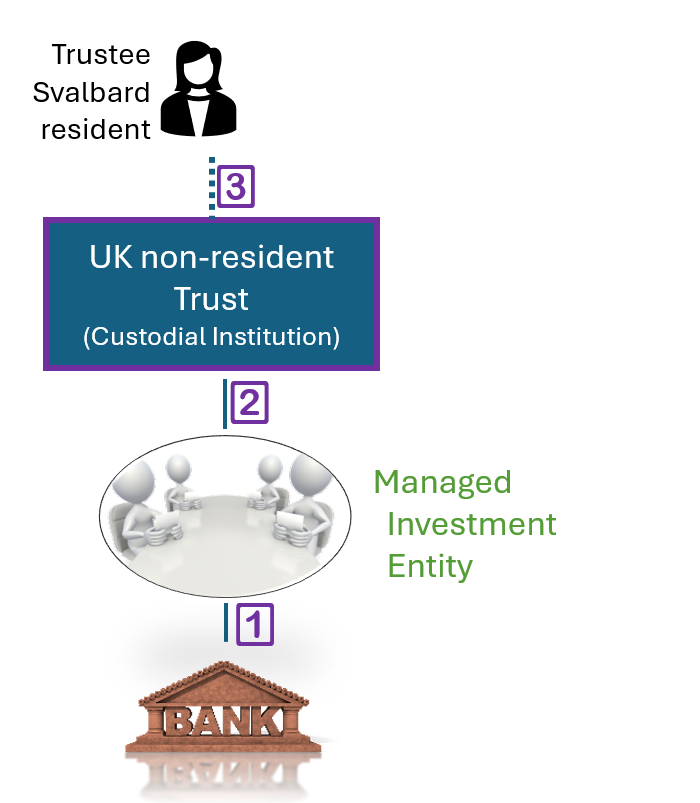 Trustee
Svalbard
resident
3
UK non-resident
Trust
(Custodial Institution)
2
Managed
Investment
Entity
1
BANK